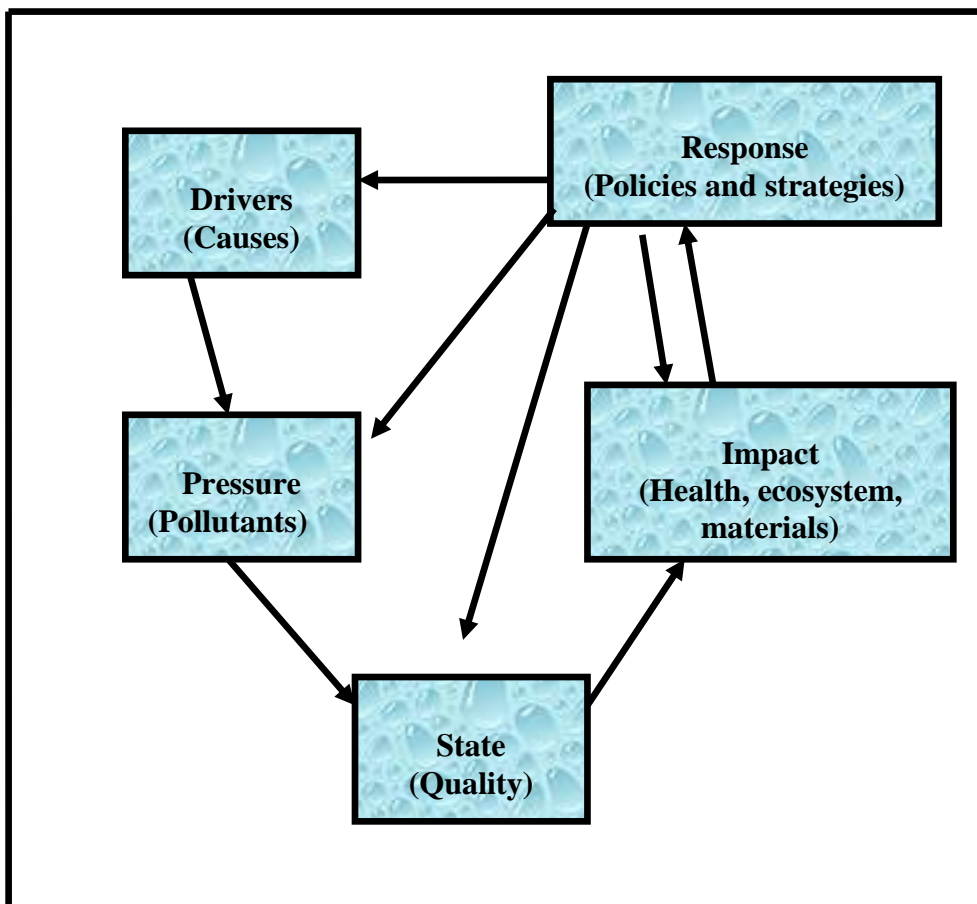 Response
(Policies and strategies)
Drivers
(Causes)
Pressure
(Pollutants)
Impact
(Health, ecosystem,
materials)
State
(Quality)